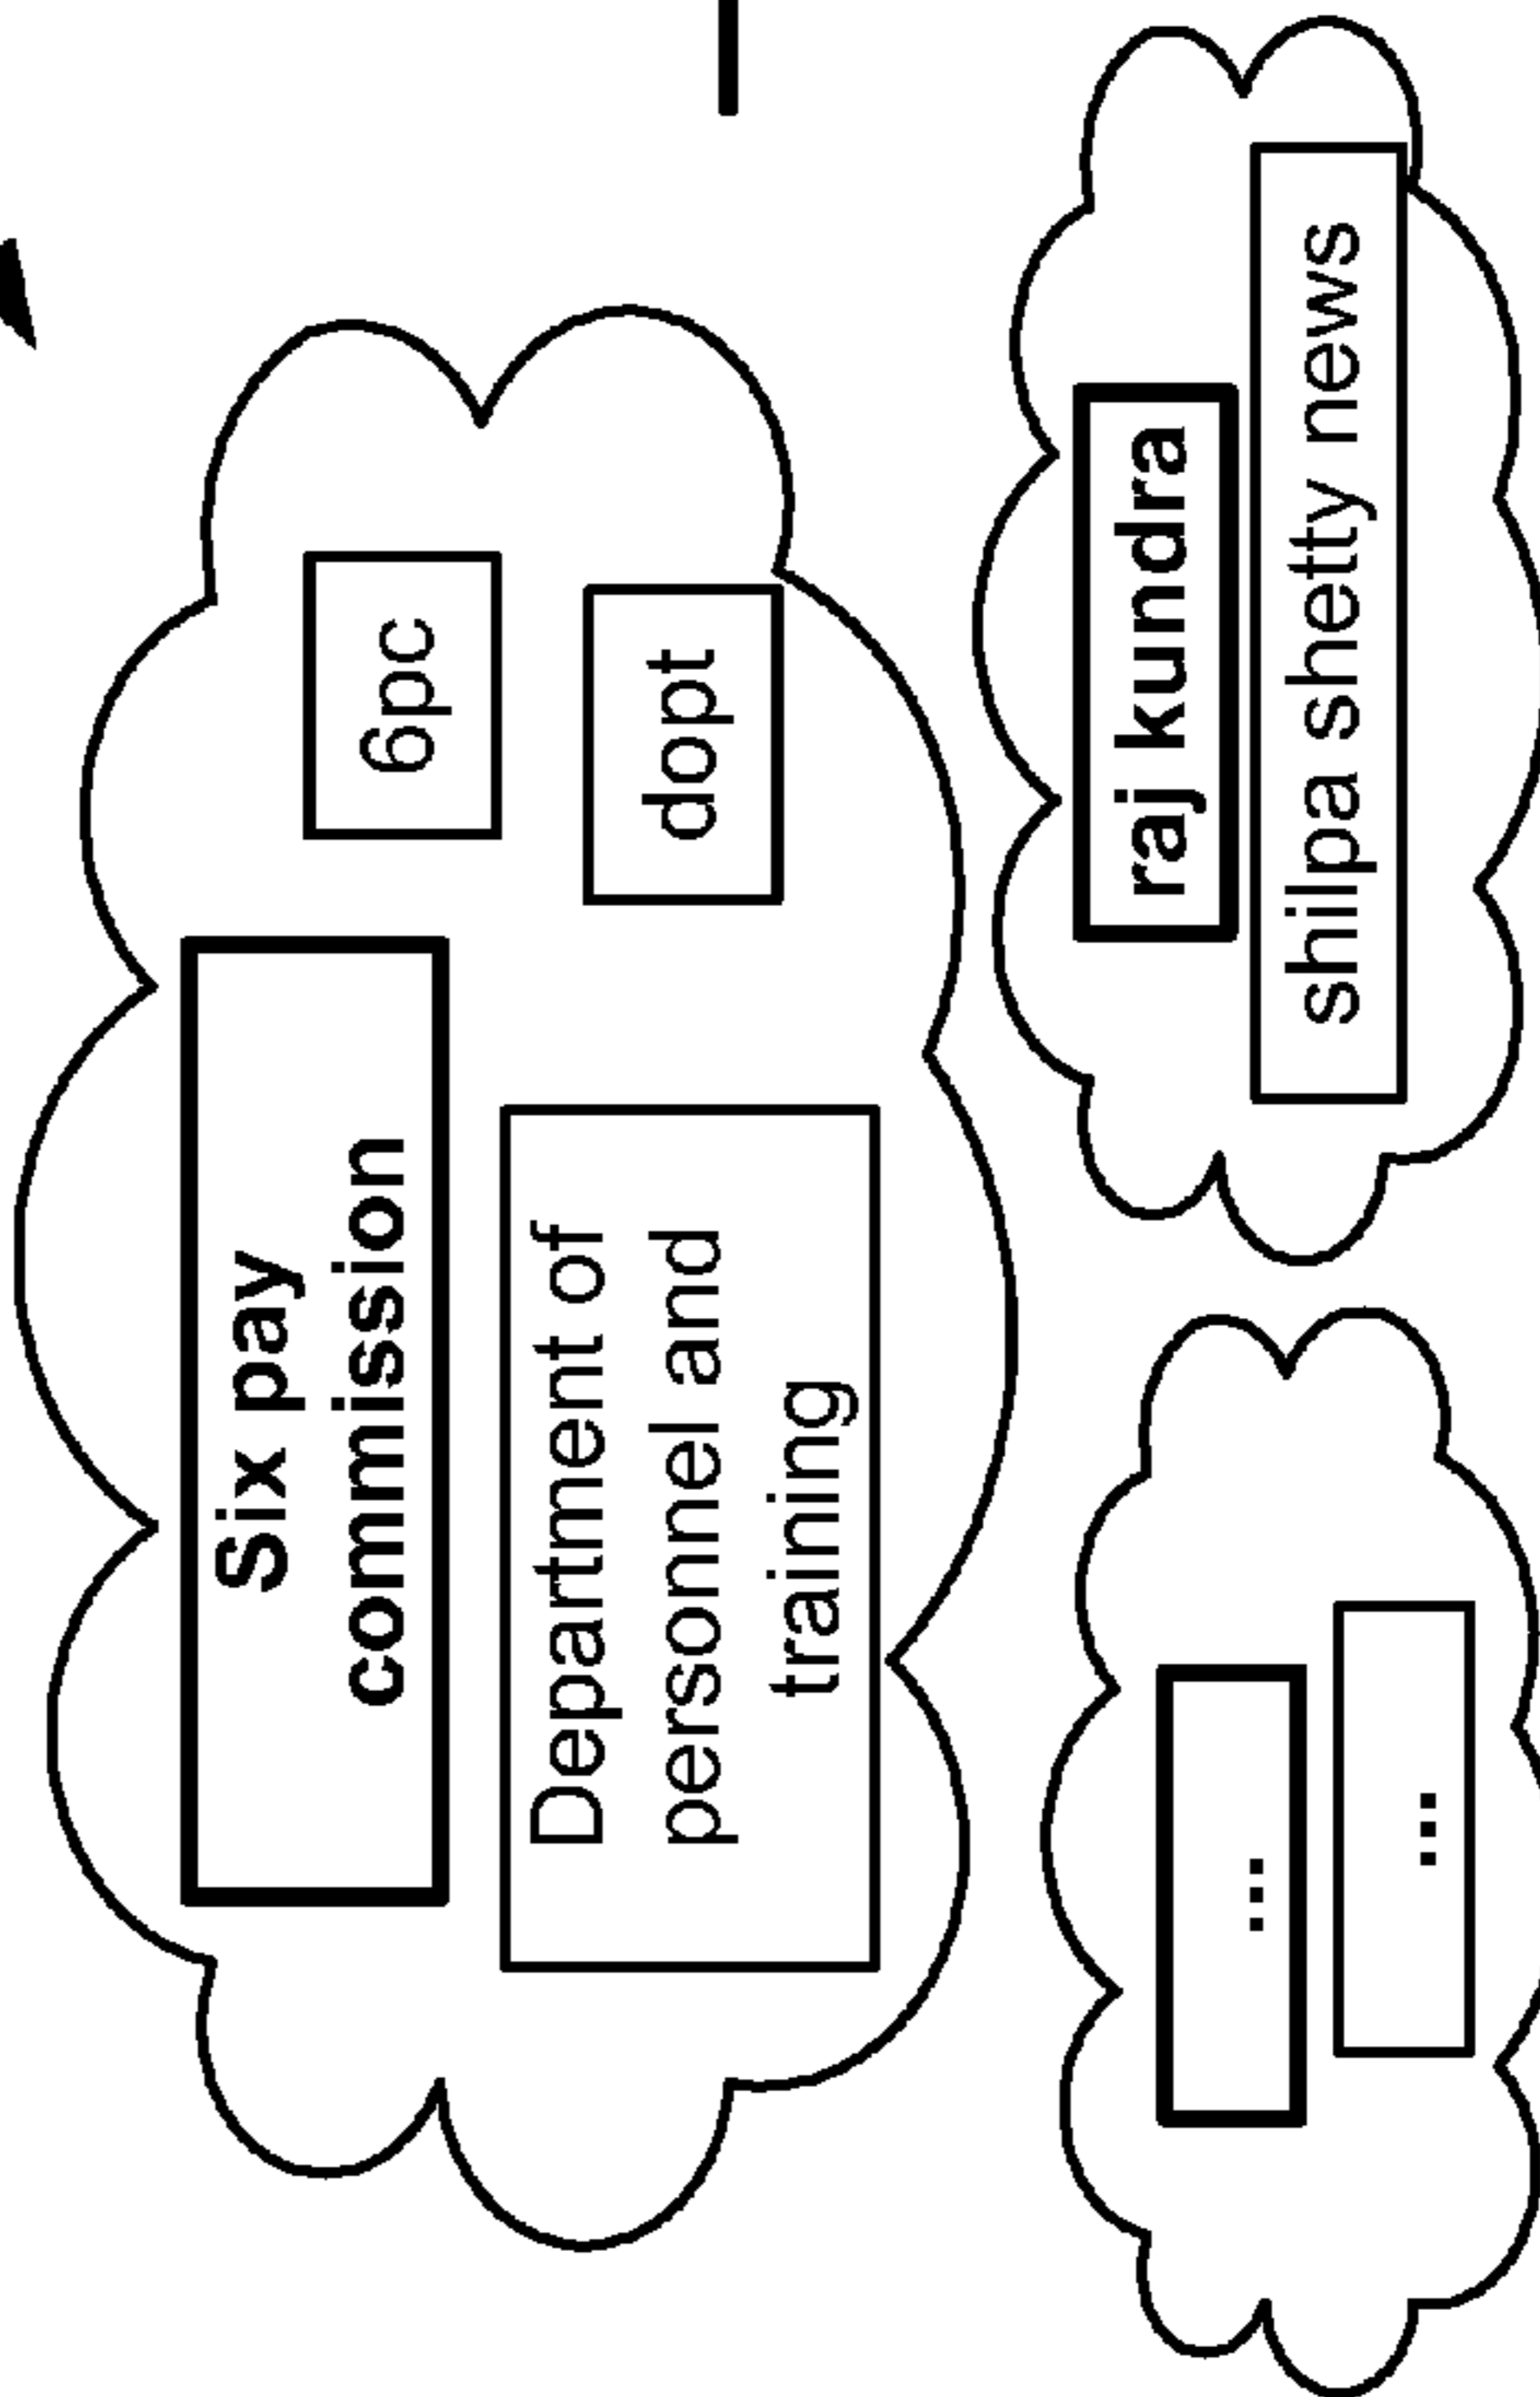 Six pay
commission
6pc
Department of
personnel and
training
dopt
raj kundra
shilpa shetty news
...
...